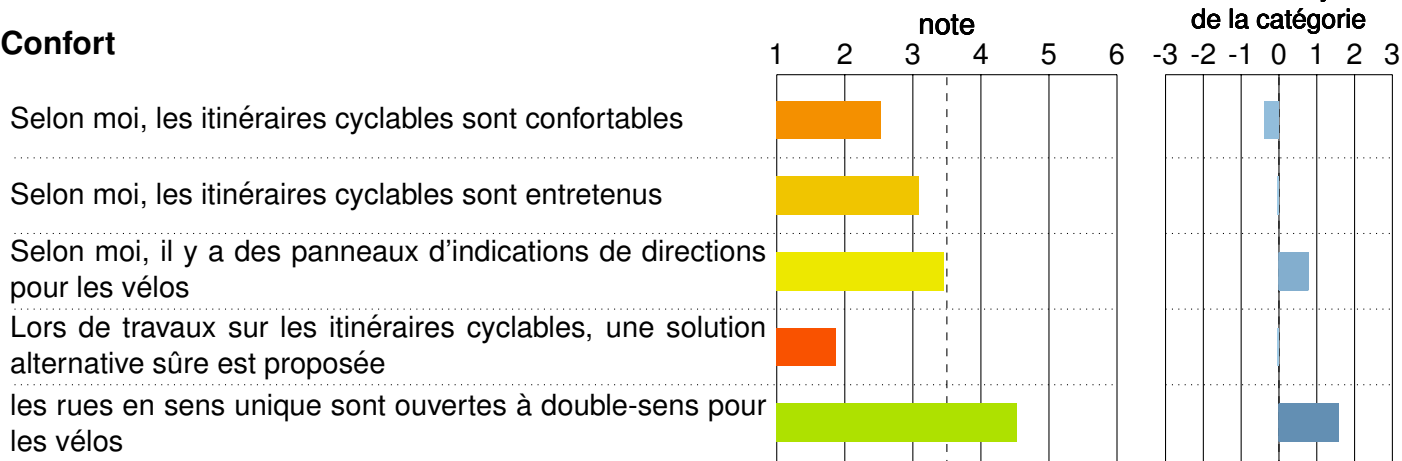 note
de la catégorie
Confort
1 2 3 4 5 6
-3 -2 -1 0 1 2 3
Selon moi, les itinéraires cyclables sont confortables
Selon moi, les itinéraires cyclables sont entretenus
Selon moi, il y a des panneaux d’indications de directions
pour les vélos
Lors de travaux sur les itinéraires cyclables, une solution
alternative sûre est proposée
les rues en sens unique sont ouvertes à double-sens pour
les vélos